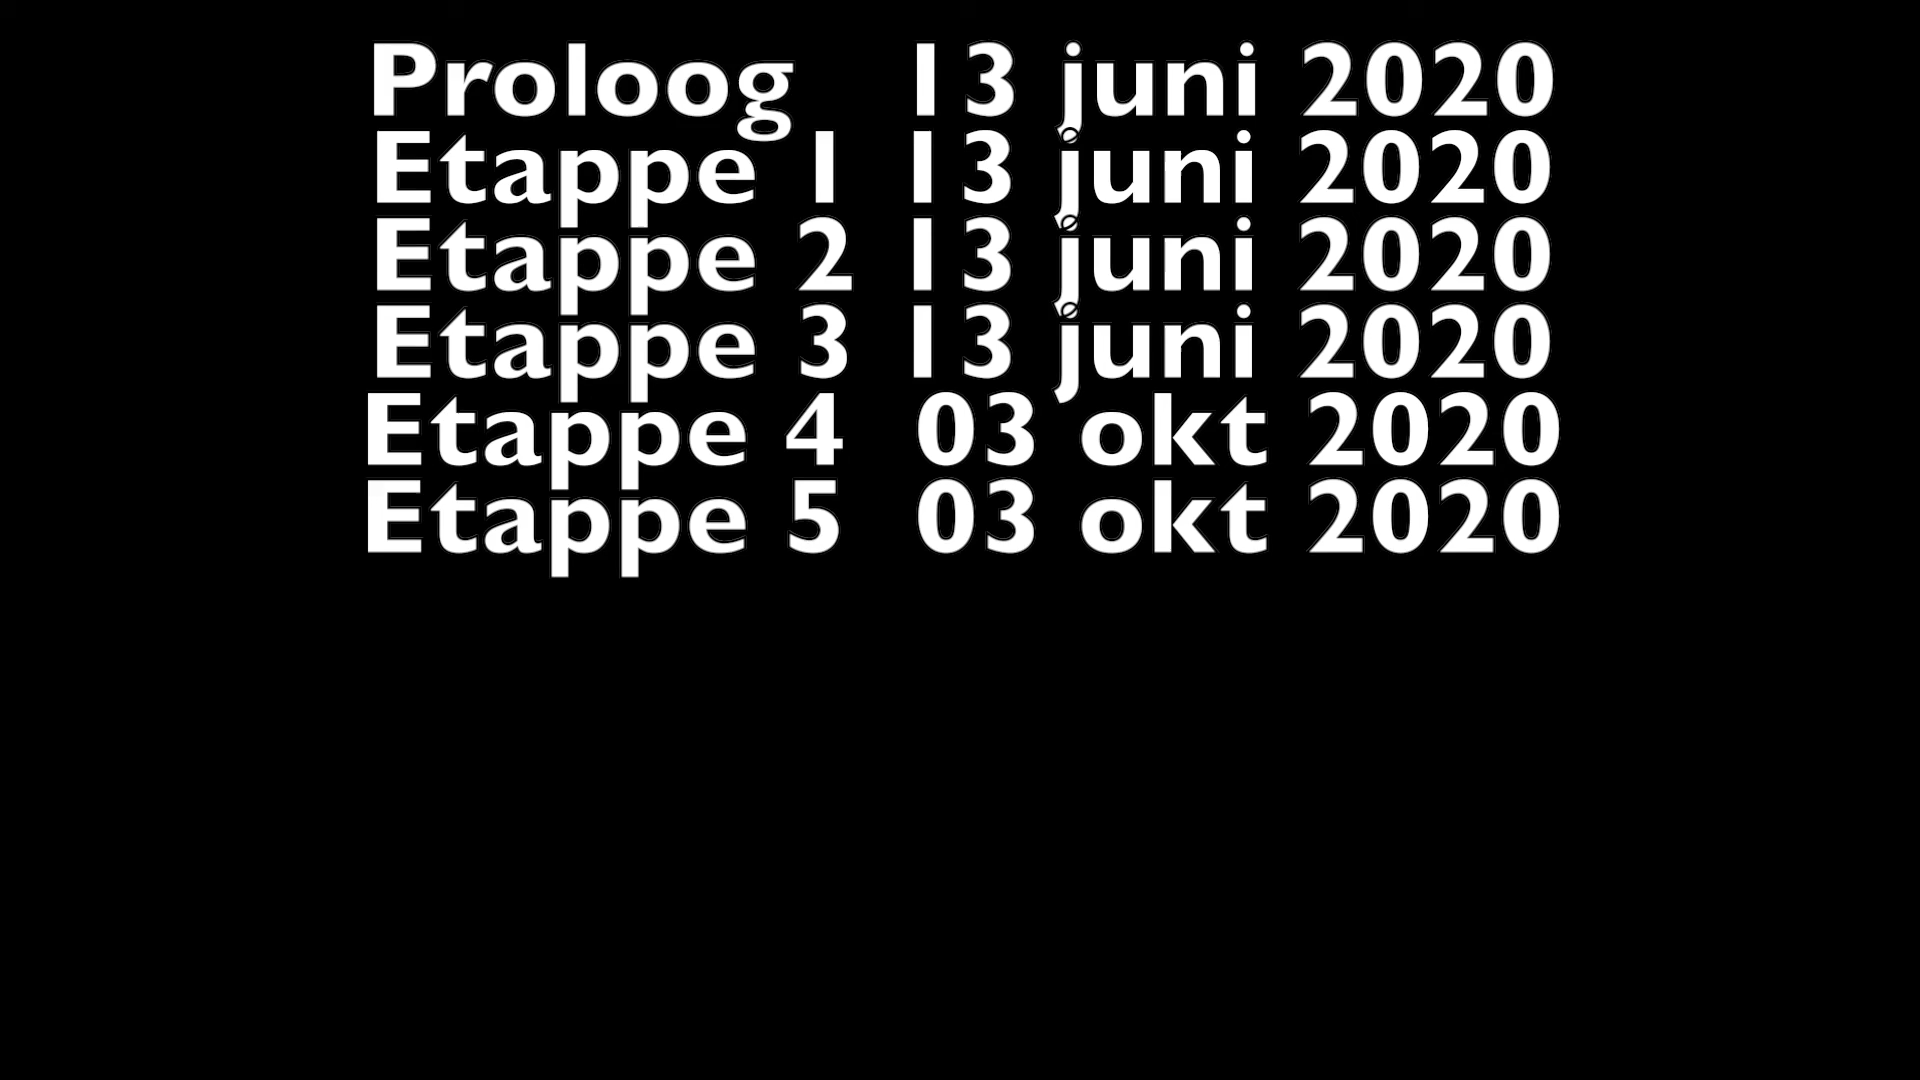 Proloog 13 juni 2020
Etappe 1 13 juni 2020
Etappe 2 13 juni 2020
Etappe 3 13 juni 2020
Etappe 4 03 okt 2020
Etappe 5 03 okt 2020